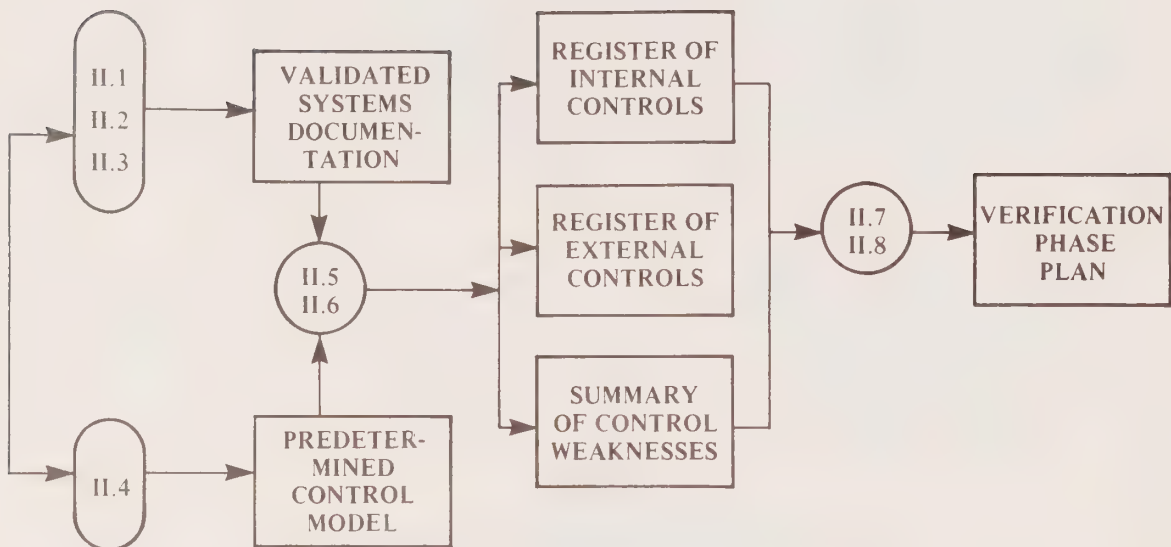 II.1
II.2
II.3
VALIDATED
SYSTEMS
DOCUMEN-
TATION
II.5
II.6
II.4
PREDETER-
MINED
CONTROL
MODEL
REGISTER OF
INTERNAL
CONTROLS
REGISTER OF
EXTERNAL
CONTROLS
SUMMARY
OF CONTROL
WEAKNESSES
II.7
II.8
VERIFICATION
PHASE
PLAN